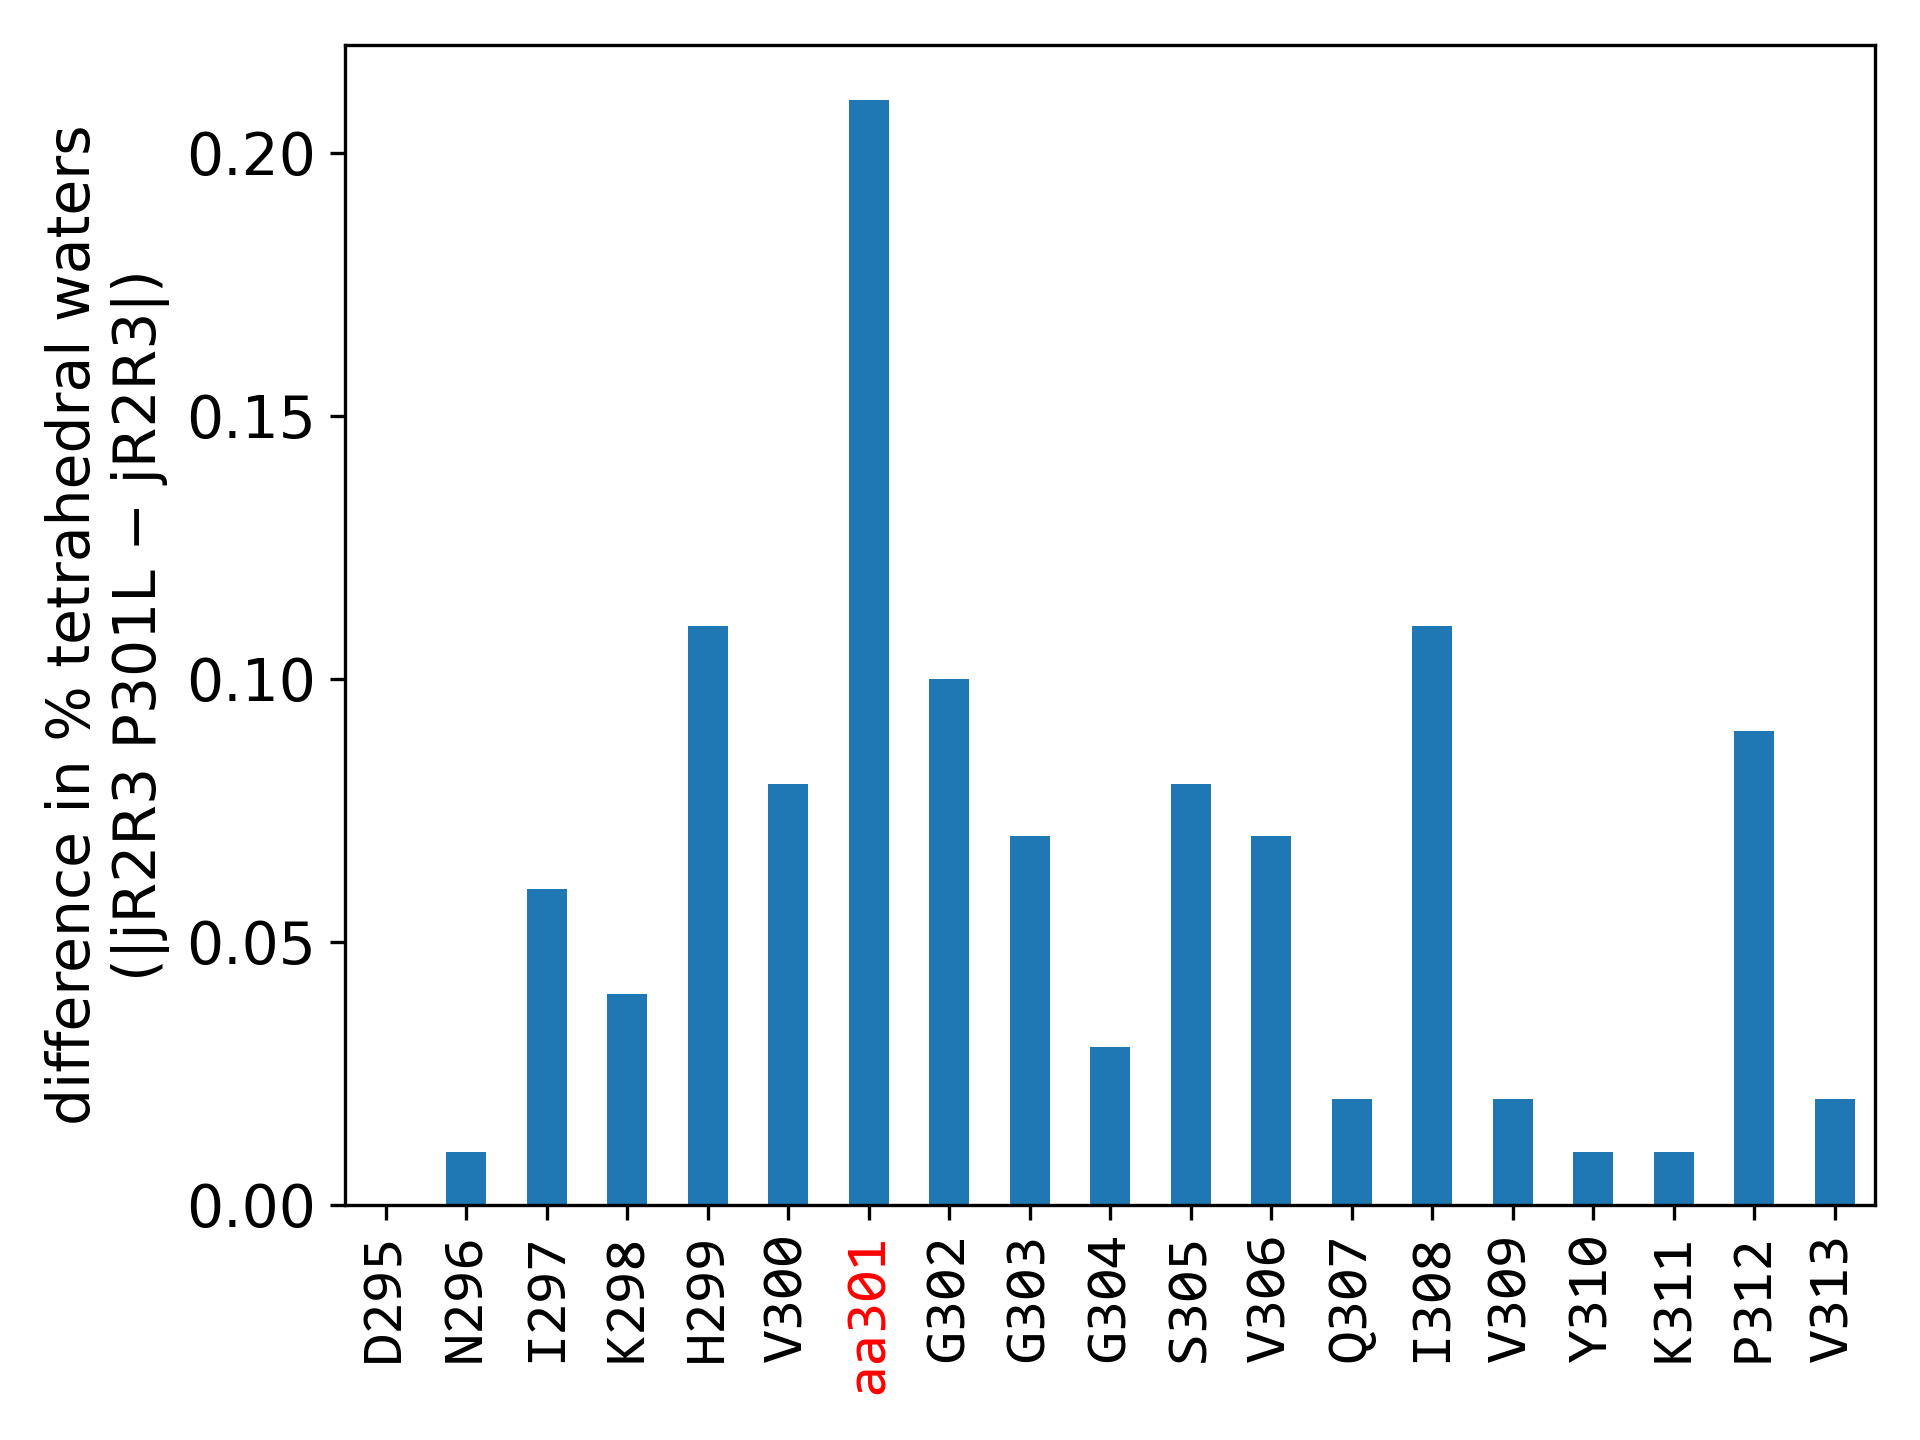 difference in % tetrahedral waters
(|jR2R3 P301L − jR2R3|)
0.20
0.15
0.10
0.05
0.00
D295
N296
I297
K298
H299
V300
aa301
G302
G303
G304
S305
V306
Q307
I308
V309
Y310
K311
P312
V313